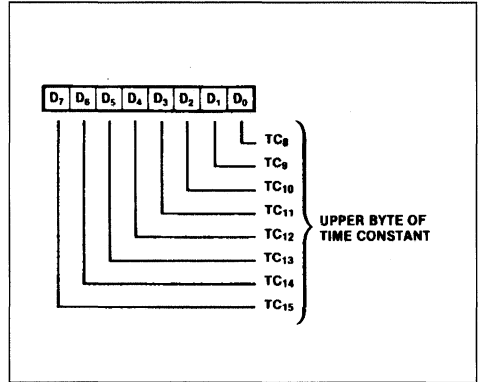 D7 D6 D5 D4 D3 D2 D1 D0
TC8
TC9
TC10
TC11
TC12
TC13
TC14
TC15
UPPER BYTE OF
TIME CONSTANT